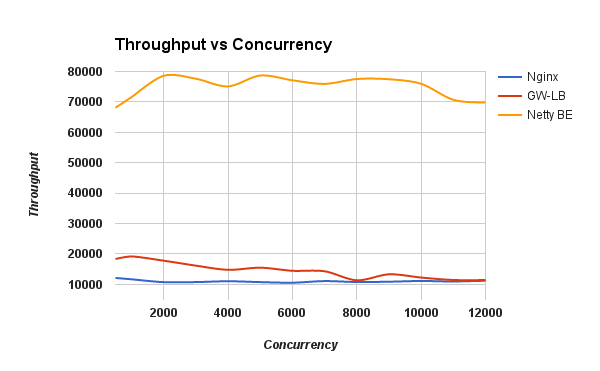 Throughput vs Concurrency
Nginx
GW-LB
Netty BE
Throughput
80000
70000
60000
50000
40000
30000
20000
10000
2000 4000 6000 8000 10000 12000
Concurrency